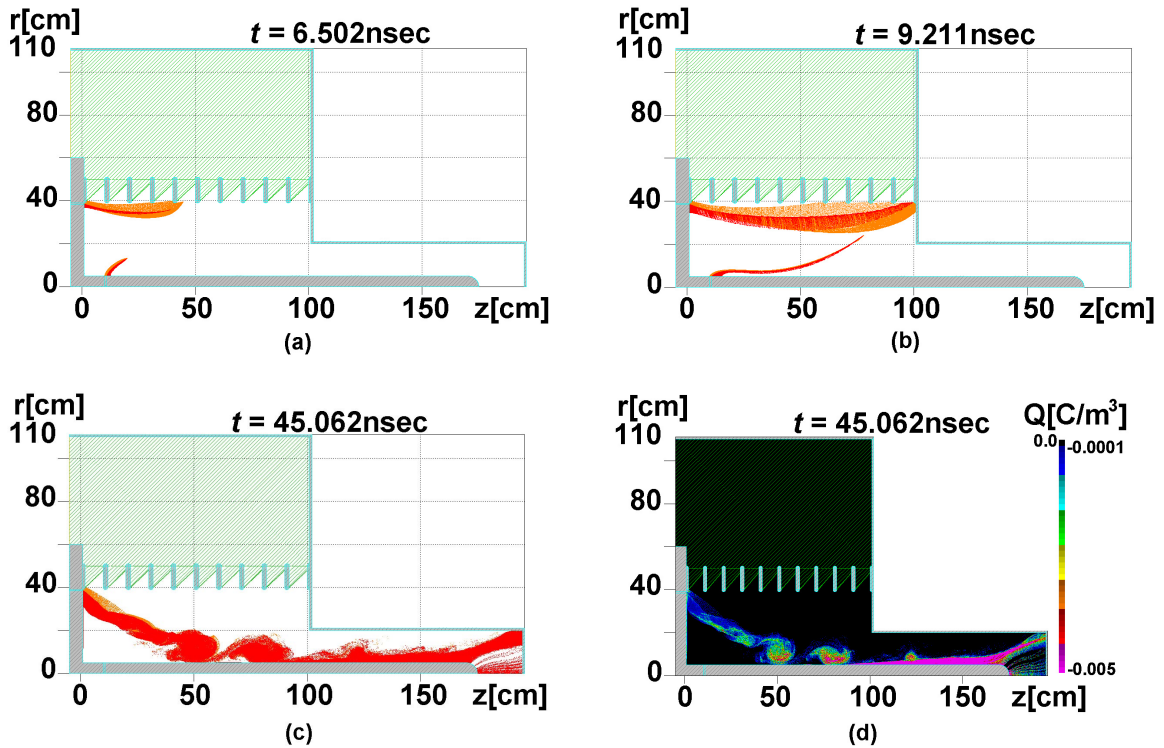 r[cm]
t = 6.502nsec
110
80
40
0
0 50 100 150 z[cm]
(a)
r[cm]
t = 9.211nsec
110
80
40
0
0 50 100 150 z[cm]
(b)
r[cm]
t = 45.062nsec
110
80
40
0
0 50 100 150 z[cm]
(c)
r[cm]
t = 45.062nsec
Q[C/m³]
110
0.0
-0.0001
80
40
0
-0.005
0 50 100 150 z[cm]
(d)